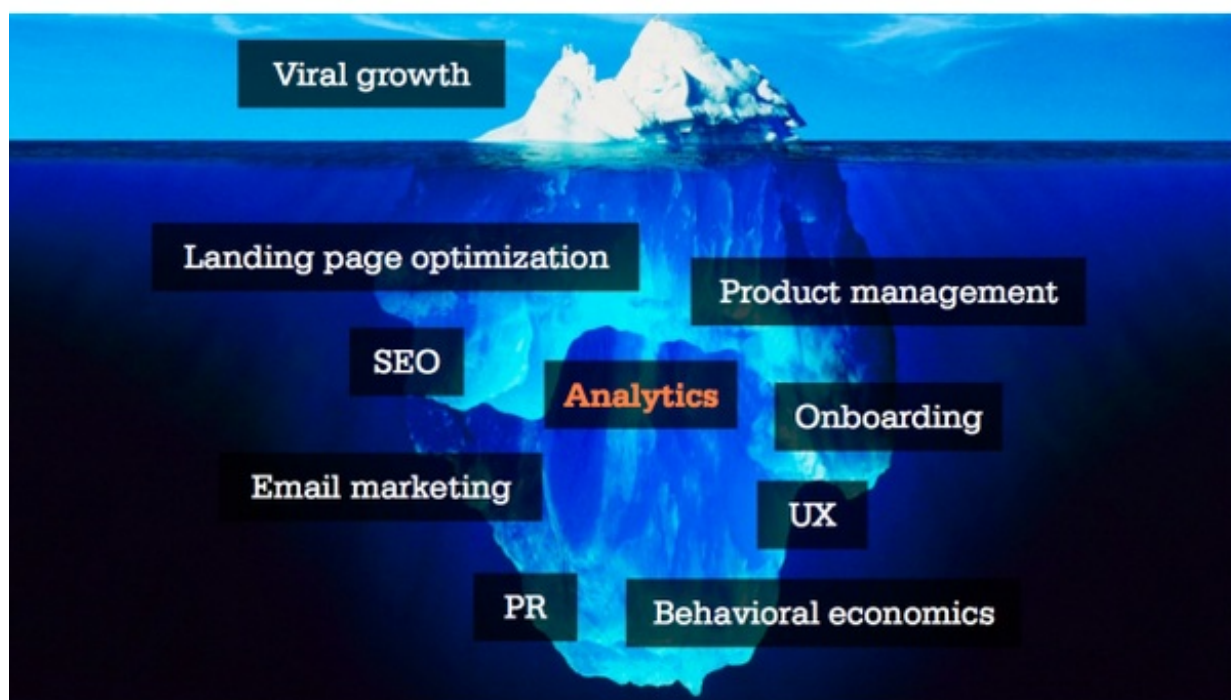 Viral growth
Landing page optimization
Product management
SEO
Analytics
Onboarding
Email marketing
UX
PR
Behavioral economics